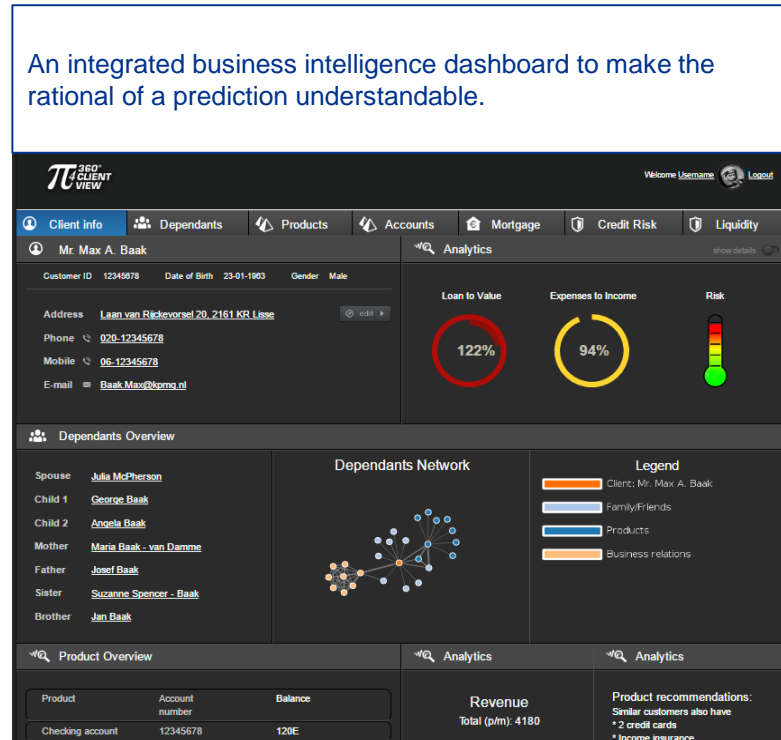 An integrated business intelligence dashboard to make the
rational of a prediction understandable.
π4 360° CLIENT VIEW
Welcome Username Logout
Client info Dependants Products Accounts Mortgage Credit Risk Liquidity
Mr. Max A. Baak
Customer ID 12345678 Date of Birth 23-01-1963 Gender Male
Address Laan van Rijckevorsel 20, 2161 KR Lisse edit
Phone 020-12345678
Mobile 06-12345678
E-mail Baak.Max@kpmg.nl
Analytics show details
Loan to Value Expenses to Income Risk
122% 94%
Dependants Overview
Spouse Julia McPherson
Child 1 George Baak
Child 2 Angela Baak
Mother Maria Baak - van Damme
Father Josef Baak
Sister Suzanne Spencer - Baak
Brother Jan Baak
Dependants Network
Legend
Client: Mr. Max A. Baak
Family/Friends
Products
Business relations
Product Overview
Product Account number Balance
Checking account 12345678 120E
Analytics
Revenue
Total (p/m): 4180
Analytics
Product recommendations:
Similar customers also have
* 2 credit cards
* Income insurance